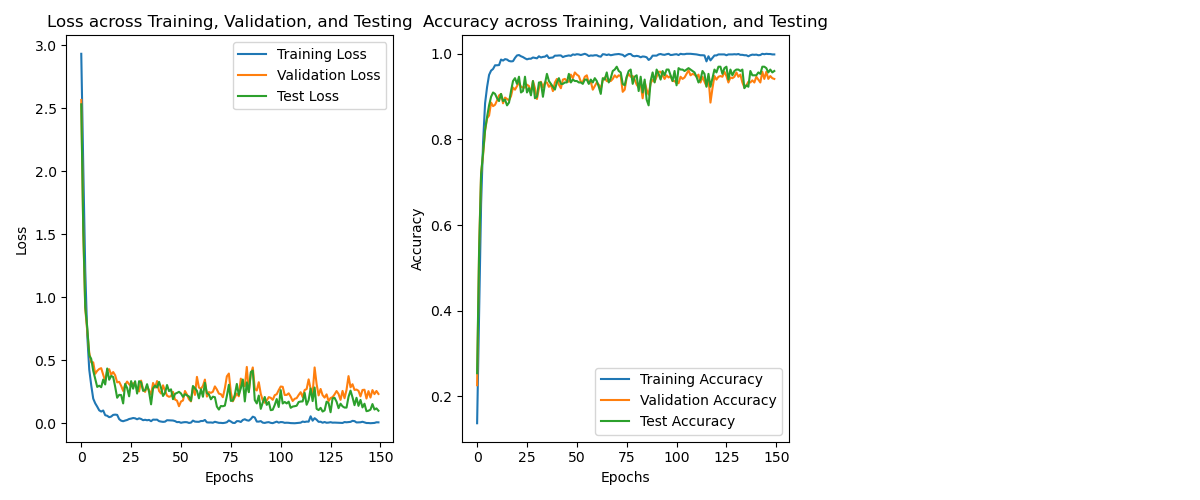 Loss across Training, Validation, and Testing
3.0
2.5
2.0
1.5
1.0
0.5
0.0
Loss
0 25 50 75 100 125 150
Epochs
Training Loss
Validation Loss
Test Loss
Accuracy across Training, Validation, and Testing
1.0
0.8
0.6
0.4
0.2
Accuracy
0 25 50 75 100 125 150
Epochs
Training Accuracy
Validation Accuracy
Test Accuracy